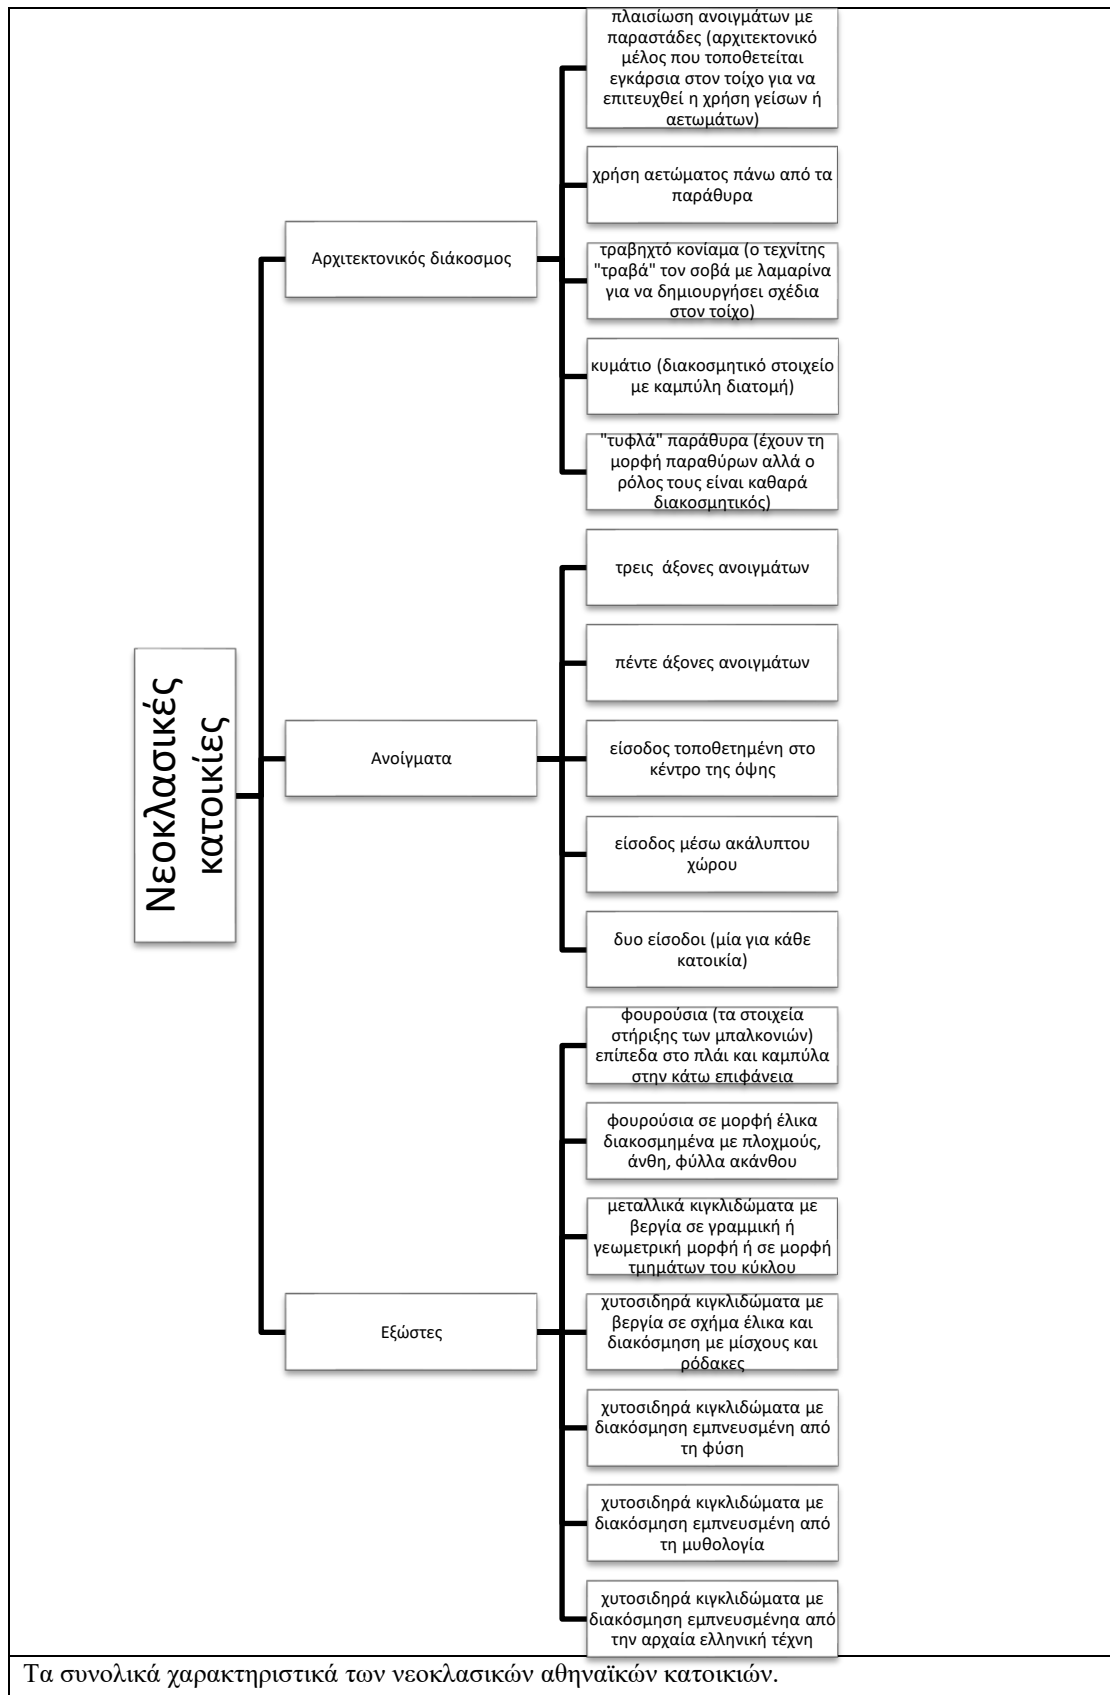 πλαισίωση ανοιγμάτων με
παραστάδες (αρχιτεκτονικό
μέλος που τοποθετείται
εγκάρσια στον τοίχο για να
επιτευχθεί η χρήση γείσων ή
αετωμάτων)
χρήση αετώματος πάνω από τα
παράθυρα
Αρχιτεκτονικός διάκοσμος
τραβηχτό κονίαμα (ο τεχνίτης
"τραβά" τον σοβά με λαμαρίνα
για να δημιουργήσει σχέδια
στον τοίχο)
κυμάτιο (διακοσμητικό στοιχείο
με καμπύλη διατομή)
"τυφλά" παράθυρα (έχουν τη
μορφή παραθύρων αλλά ο
ρόλος τους είναι καθαρά
διακοσμητικός)
τρεις  άξονες ανοιγμάτων
πέντε άξονες ανοιγμάτων
Νεοκλασικές
κατοικίες
Ανοίγματα
είσοδος τοποθετημένη στο
κέντρο της όψης
είσοδος μέσω ακάλυπτου
χώρου
δυο είσοδοι (μία για κάθε
κατοικία)
φουρούσια (τα στοιχεία
στήριξης των μπαλκονιών)
επίπεδα στο πλάι και καμπύλα
στην κάτω επιφάνεια
φουρούσια σε μορφή έλικα
διακοσμημένα με πλοχμούς,
άνθη, φύλλα ακάνθου
μεταλλικά κιγκλιδώματα με
βεργία σε γραμμική ή
γεωμετρική μορφή ή σε μορφή
τμημάτων του κύκλου
Εξώστες
χυτοσιδηρά κιγκλιδώματα με
βεργία σε σχήμα έλικα και
διακόσμηση με μίσχους και
ρόδακες
χυτοσιδηρά κιγκλιδώματα με
διακόσμηση εμπνευσμένη από
τη φύση
χυτοσιδηρά κιγκλιδώματα με
διακόσμηση εμπνευσμένη από
τη μυθολογία
χυτοσιδηρά κιγκλιδώματα με
διακόσμηση εμπνευσμένηα από
την αρχαία ελληνική τέχνη
Τα συνολικά χαρακτηριστικά των νεοκλασικών αθηναϊκών κατοικιών.